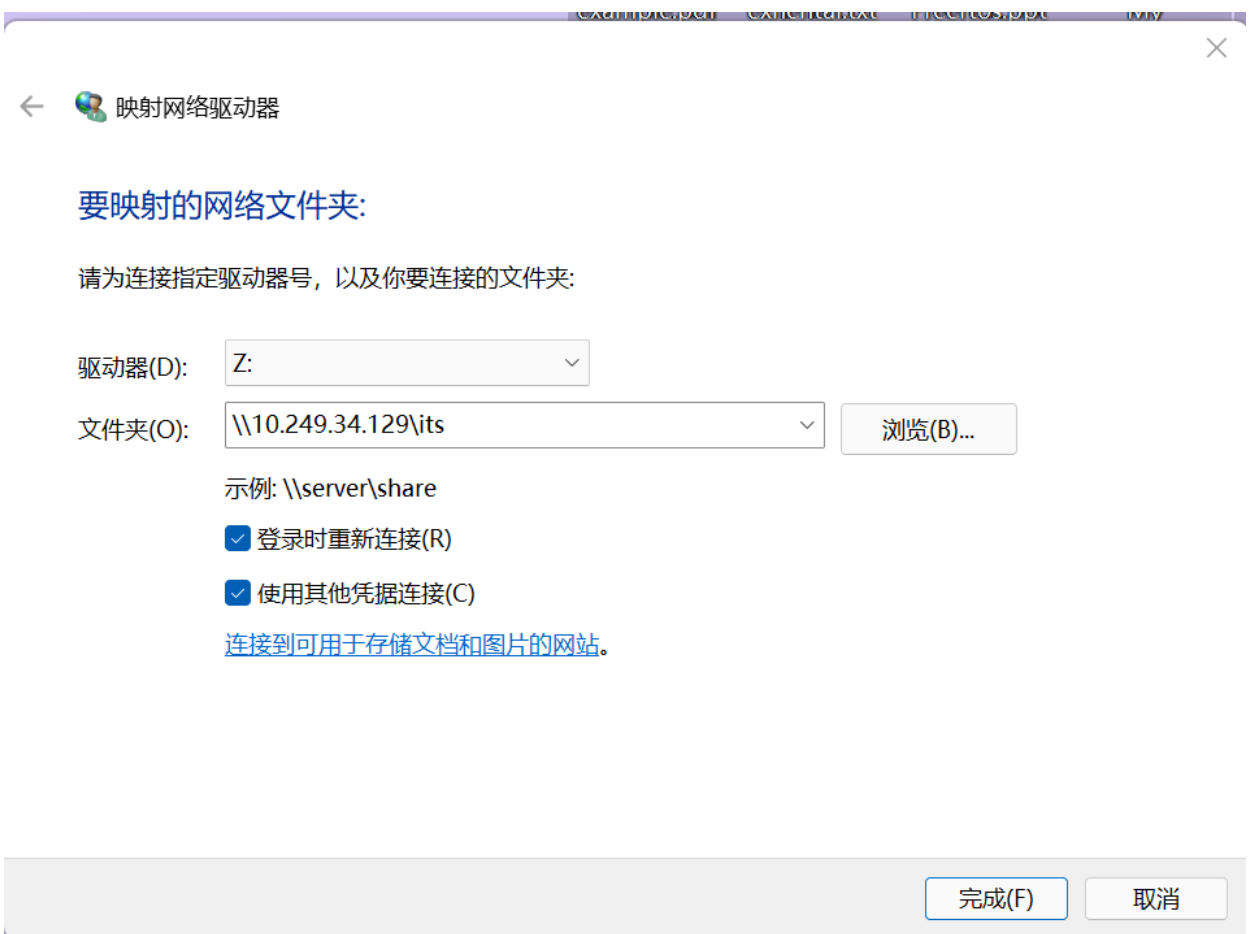 映射网络驱动器
要映射的网络文件夹:
请为连接指定驱动器号，以及你要连接的文件夹:
驱动器(D): Z:
文件夹(O): \\10.249.34.129\its 浏览(B)...
示例: \\server\share
登录时重新连接(R)
使用其他凭据连接(C)
连接到可用于存储文档和图片的网站。
完成(F) 取消